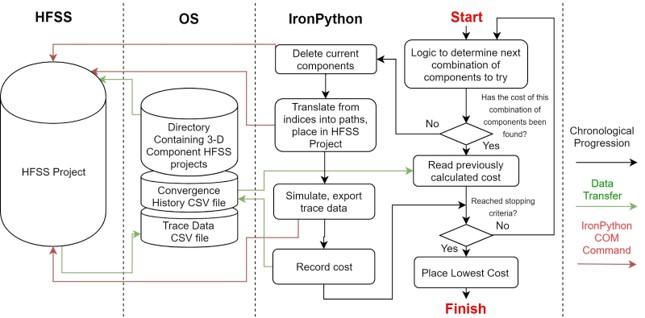 HFSS
OS
IronPython
Start
Delete current
components
Logic to determine next
combination of
components to try
Has the cost of this
combination of
components been
found?
No
Yes
Translate from
indices into paths,
place in HFSS
Project
Directory
Containing 3-D
Component HFSS
projects
HFSS Project
Read previously
calculated cost
Convergence
History CSV file
Simulate, export
trace data
Reached stopping
criteria?
Trace Data
CSV file
No
Yes
Record cost
Place Lowest Cost
Finish
Chronological
Progression
Data
Transfer
IronPython
COM
Command